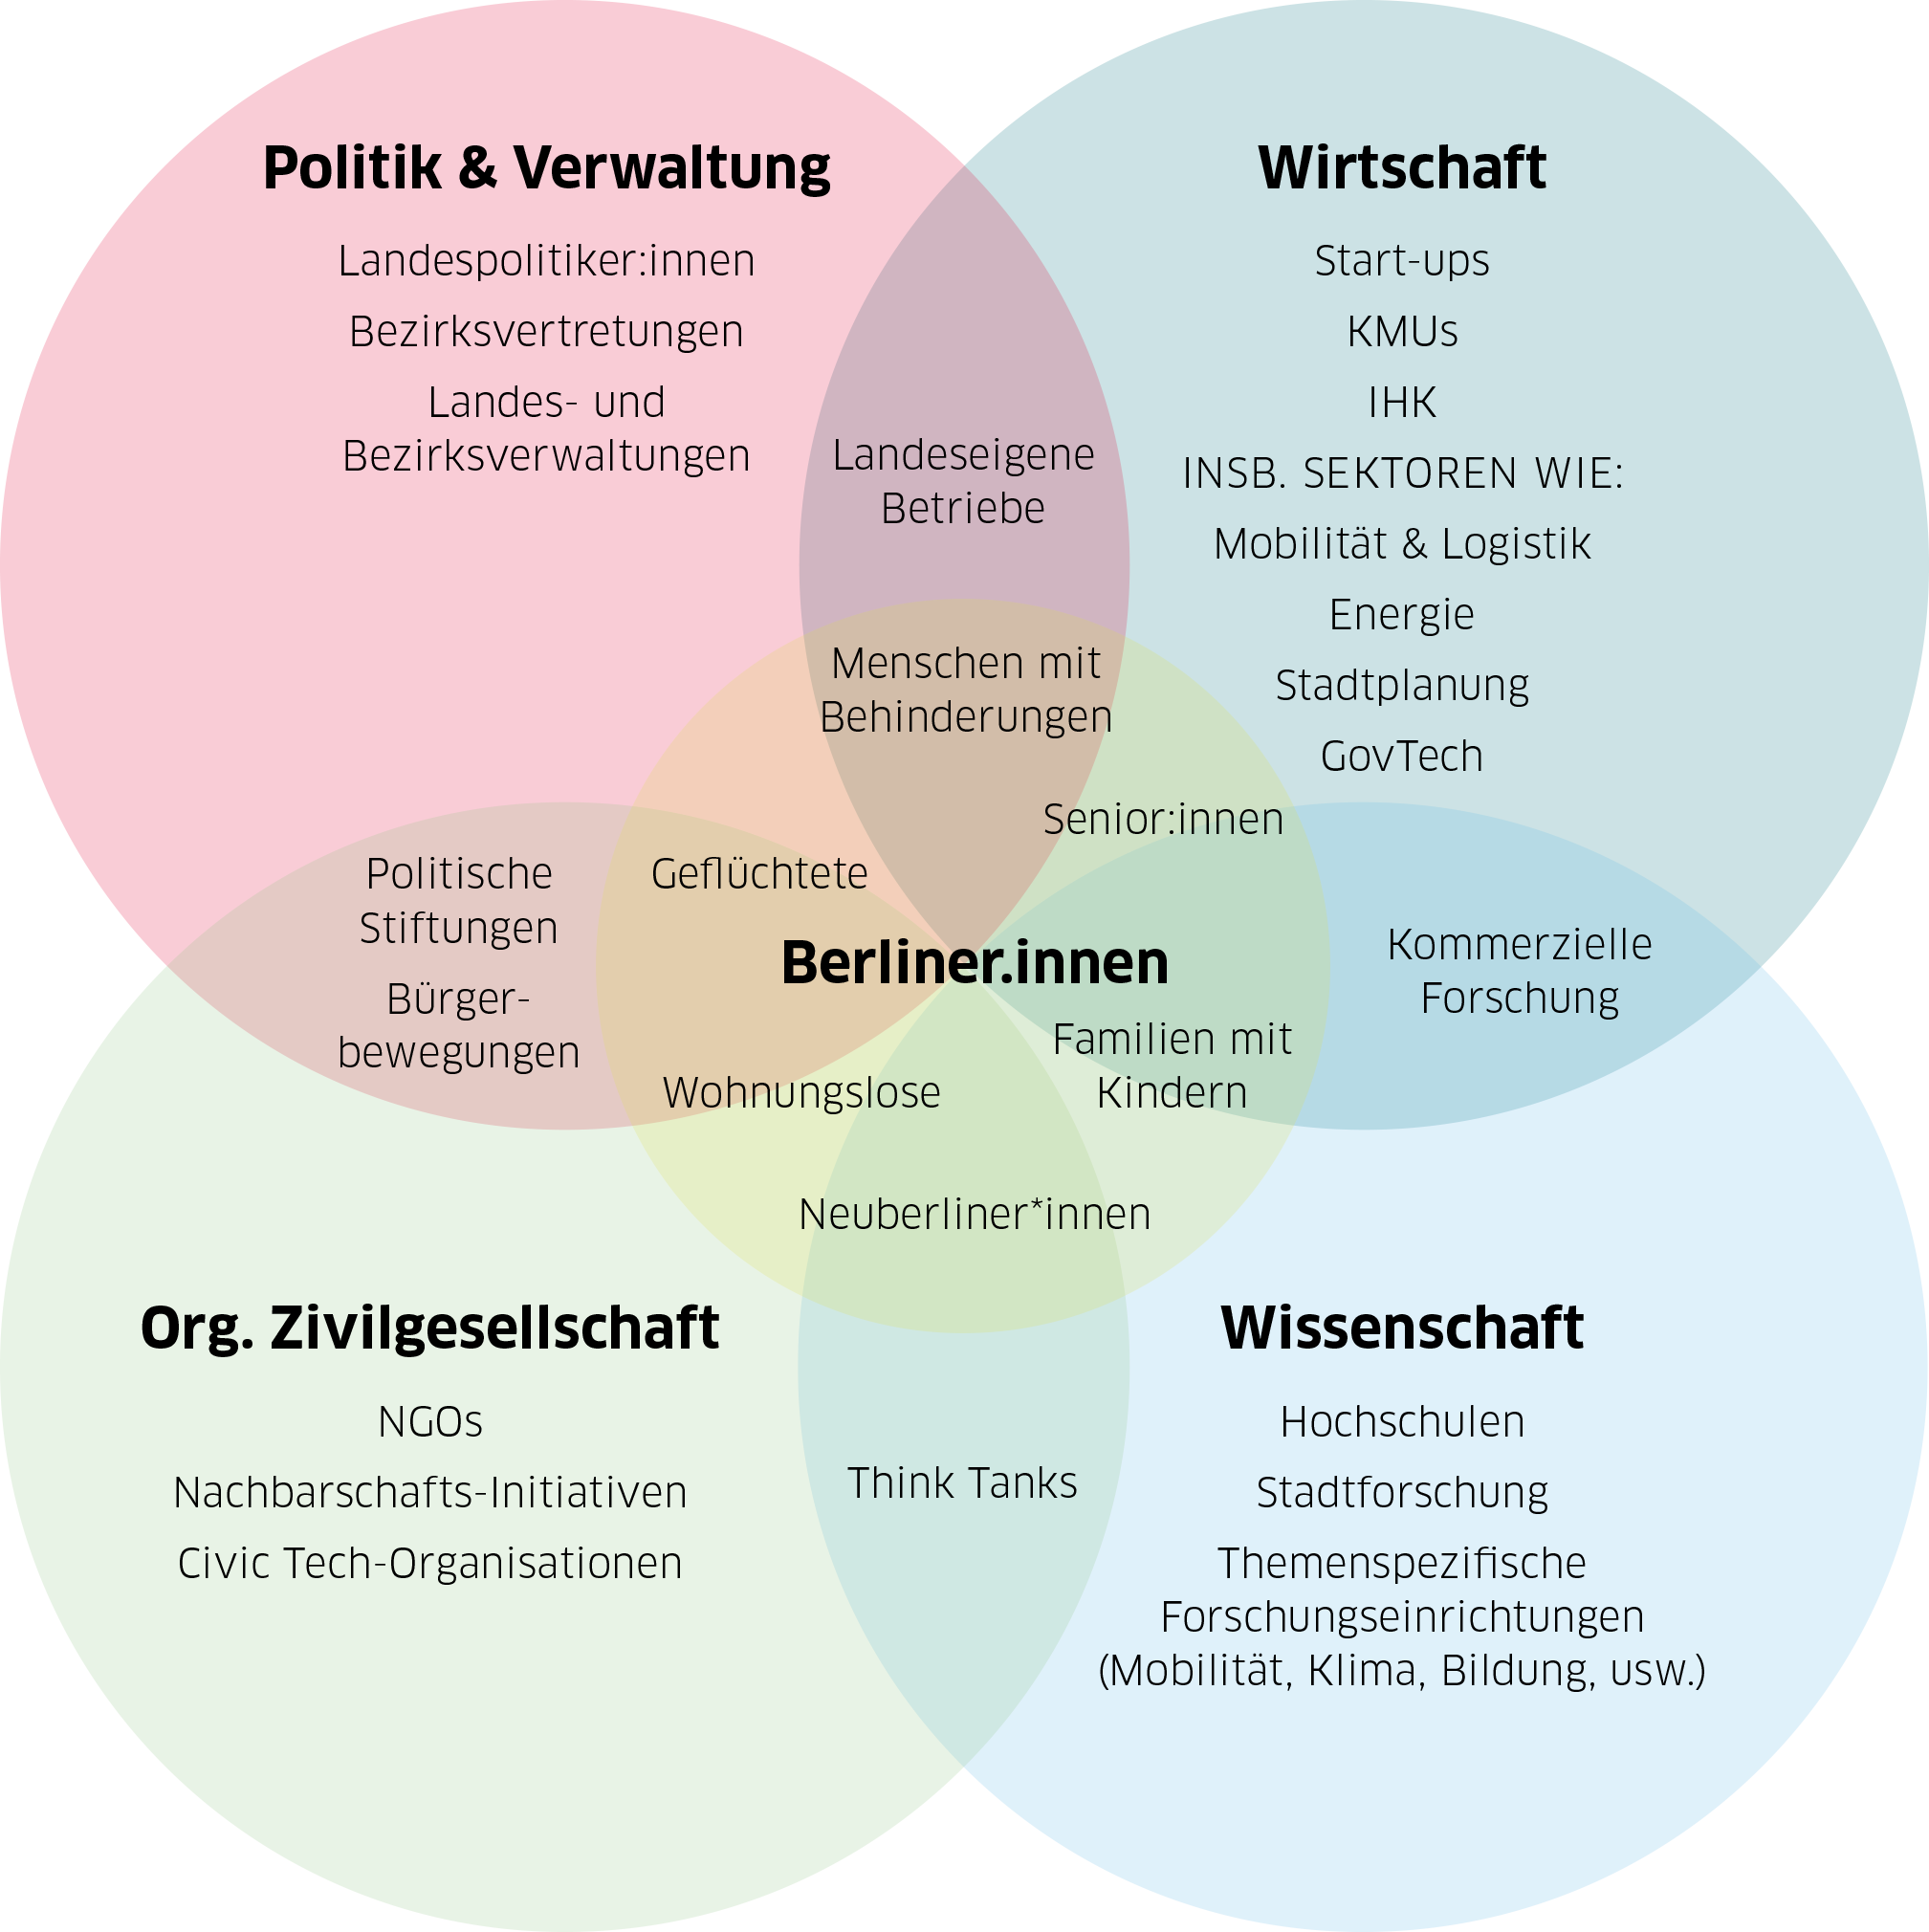 Politik & Verwaltung
Landespolitiker:innen
Bezirksvertretungen
Landes- und
Bezirksverwaltungen
Wirtschaft
Start-ups
KMUs
IHK
INSB. SEKTOREN WIE:
Mobilität & Logistik
Energie
Stadtplanung
GovTech
Landeseigene
Betriebe
Menschen mit
Behinderungen
Senior:innen
Geflüchtete
Politische
Stiftungen
Bürger-
bewegungen
Berliner.innen
Kommerzielle
Forschung
Familien mit
Kindern
Wohnungslose
Neuberliner*innen
Org. Zivilgesellschaft
NGOs
Nachbarschafts-Initiativen
Civic Tech-Organisationen
Think Tanks
Wissenschaft
Hochschulen
Stadtforschung
Themenspezifische
Forschungseinrichtungen
(Mobilität, Klima, Bildung, usw.)